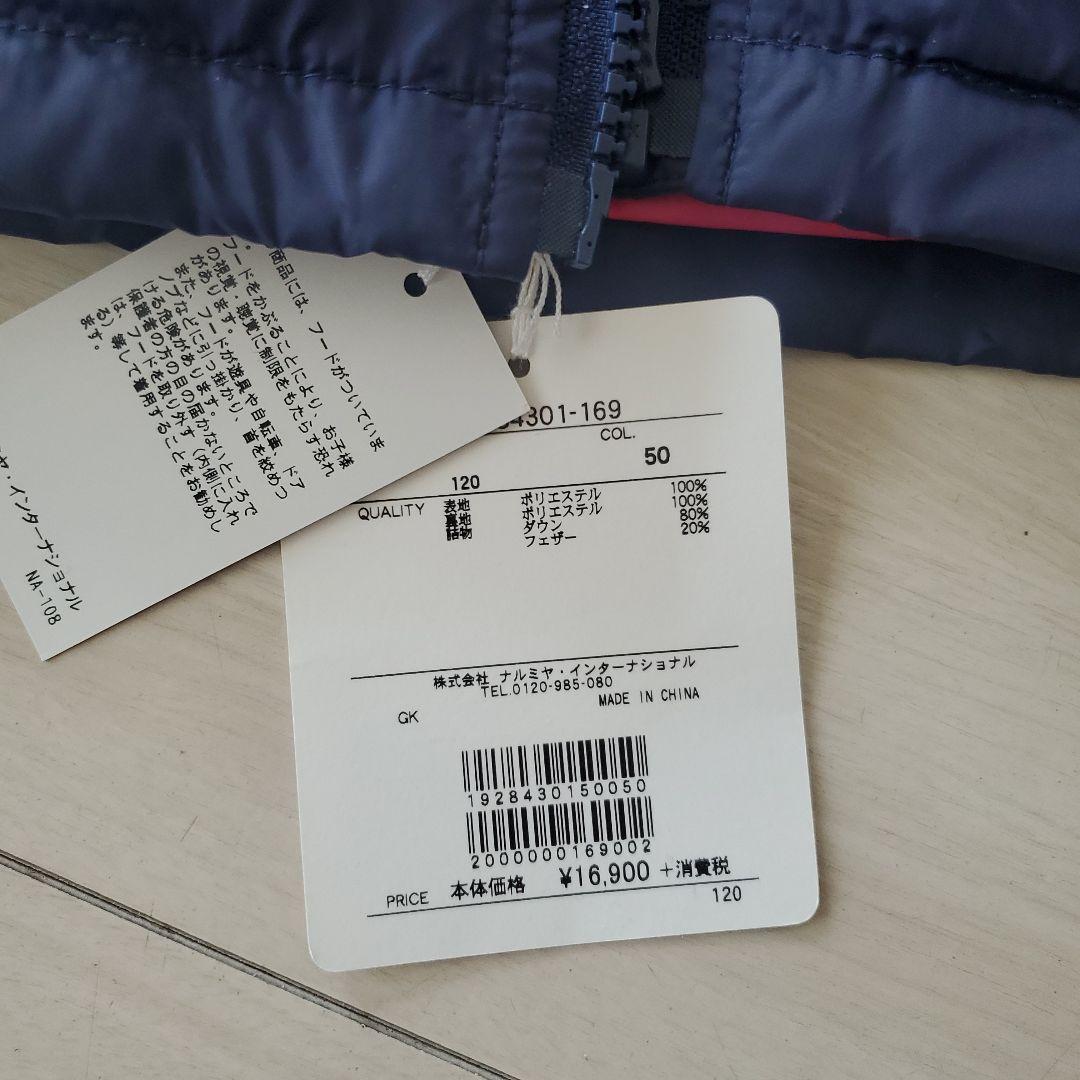 商品には、フードがついていま
。フードをかぶることにより、お子様
の視覚・聴覚に制限をもたらす恐れ
があります。
また、フードが遊具や自転車、ドア
ノブなどに引っ掛かり、首を絞めつ
ける危険があります。
保護者の方の目の届かないところで
は、フードを取り外す（内側に入れ
る）等して着用することをお勧めし
ます。
ヤ・インターナショナル
NA-108
4301-169
COL.
50
120
QUALITY 表地 ポリエステル 100%
裏地 ポリエステル 100%
詰物 ダウン 80%
フェザー 20%
株式会社 ナルミヤ・インターナショナル
TEL.0120-985-080
MADE IN CHINA
GK
1928430150050
2000000169002
PRICE 本体価格 ¥16,900 +消費税
120